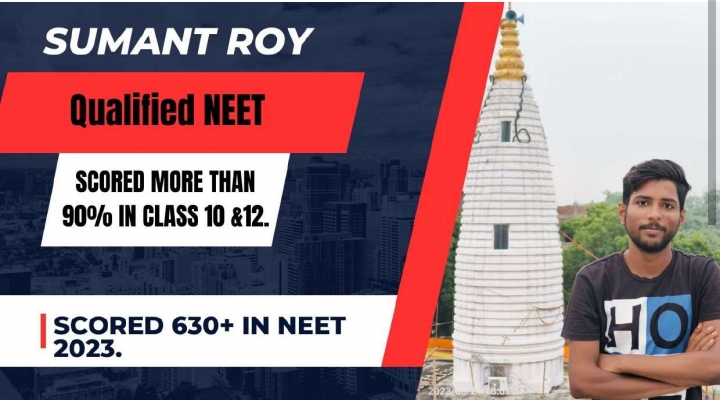 SUMANT ROY
Qualified NEET
SCORED MORE THAN
90% IN CLASS 10 &12.
SCORED 630+ IN NEET
2023.
HO